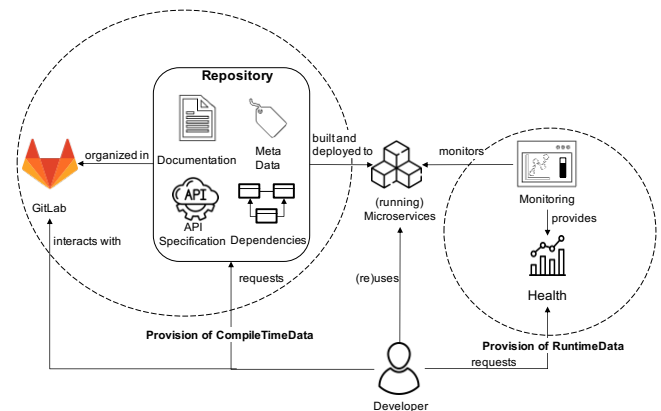 Repository
Documentation
Meta
Data
API
API
Specification
Dependencies
organized in
GitLab
interacts with
built and
deployed to
(running)
Microservices
monitors
Monitoring
provides
Health
requests
(re)uses
Provision of CompileTimeData
Provision of RuntimeData
requests
Developer